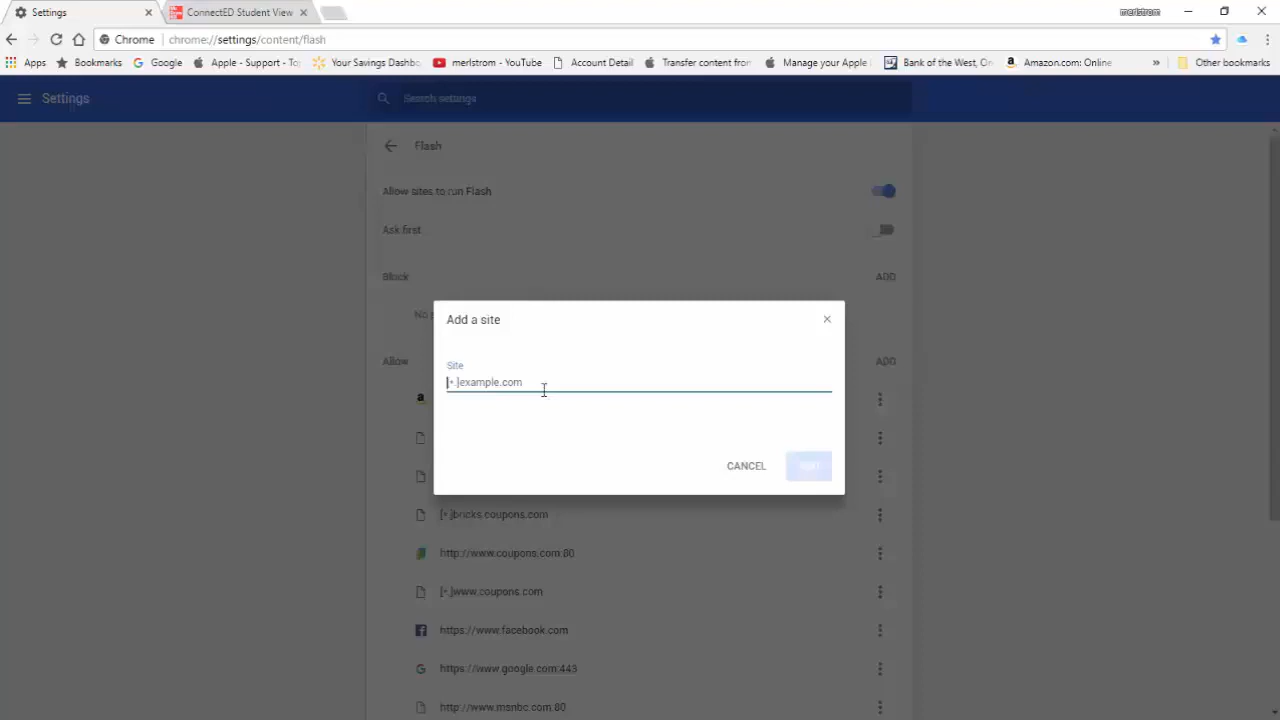 Settings
ConnectED Student View
merlstrom
Chrome
chrome://settings/content/flash
Apps
Bookmarks
Google
Apple - Support - To
Your Savings Dashbo
merlstrom - YouTube
Account Detail
Transfer content from
Manage your Apple I
Bank of the West, On
Amazon.com: Online
»
Other bookmarks
Settings
Search settings
Flash
Allow sites to run Flash
Ask first
Block
ADD
No
Allow
ADD
Add a site
Site
[*.]example.com
CANCEL
ADD
[*.]bricks.coupons.com
http://www.coupons.com:80
[*.]www.coupons.com
https://www.facebook.com
https://www.google.com:443
http://www.msnbc.com:80